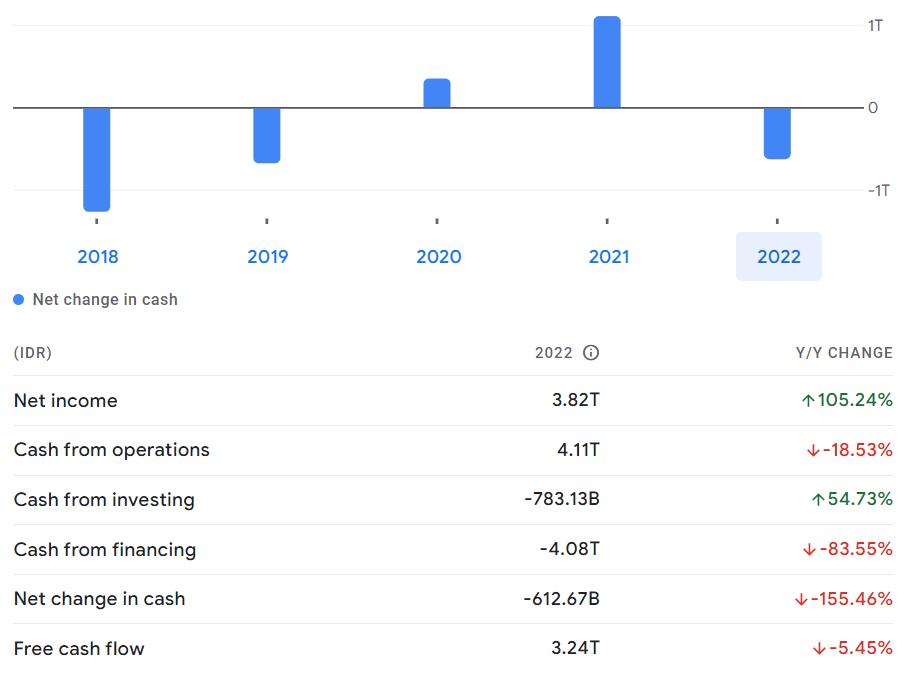 1T
0
-1T
2018 2019 2020 2021 2022
Net change in cash
(IDR) 2022 Y/Y CHANGE
Net income 3.82T ↑105.24%
Cash from operations 4.11T ↓-18.53%
Cash from investing -783.13B ↑54.73%
Cash from financing -4.08T ↓-83.55%
Net change in cash -612.67B ↓-155.46%
Free cash flow 3.24T ↓-5.45%